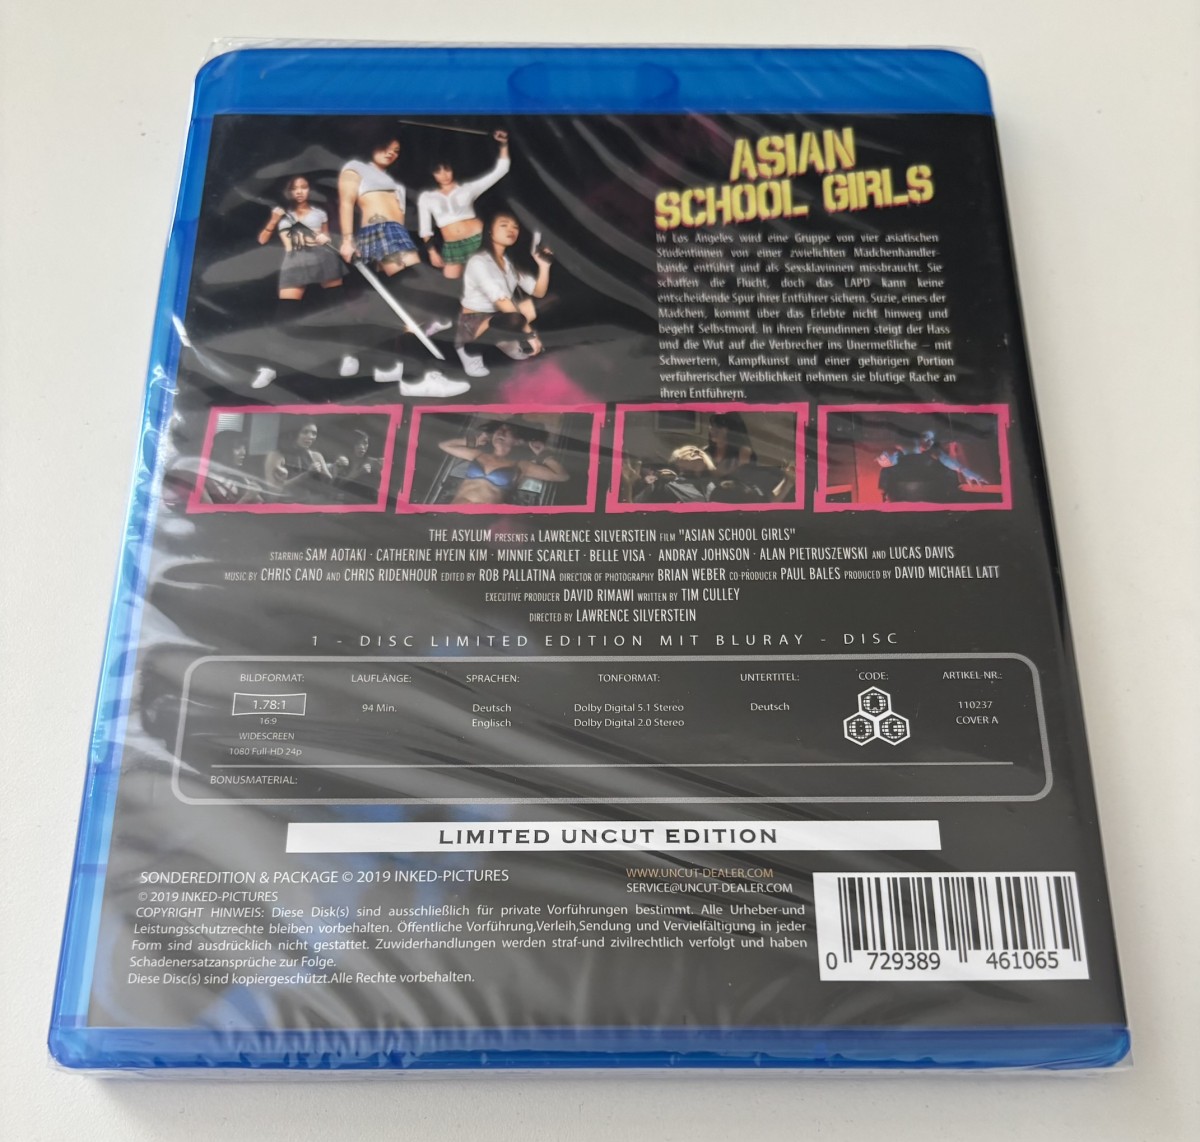 ASIAN
SCHOOL GIRLS
In Los Angeles wird eine Gruppe von vier asiatischen
Studentinnen von einer zwielichten Mädchenhändler-
bande entführt und als Sexsklavinnen missbraucht. Sie
schaffen die Flucht, doch das LAPD kann keine
entscheidende Spur ihrer Entführer sichern. Suzie, eines der
Mädchen, kommt über das Erlebte nicht hinweg und
begeht Selbstmord. In ihren Freundinnen steigt der Hass
und die Wut auf die Verbrecher ins Unermeßliche – mit
Schwertern, Kampfkunst und einer gehörigen Portion
verführerischer Weiblichkeit nehmen sie blutige Rache an
ihren Entführern.
THE ASYLUM PRESENTS A LAWRENCE SILVERSTEIN FILM "ASIAN SCHOOL GIRLS"
STARRING SAM AOTAKI · CATHERINE HYEIN KIM · MINNIE SCARLET · BELLE VISA · ANDRAY JOHNSON · ALAN PIETRUSZEWSKI AND LUCAS DAVIS
MUSIC BY CHRIS CANO AND CHRIS RIDENHOUR EDITED BY ROB PALLATINA DIRECTOR OF PHOTOGRAPHY BRIAN WEBER CO-PRODUCER PAUL BALES PRODUCED BY DAVID MICHAEL LATT
EXECUTIVE PRODUCER DAVID RIMAWI WRITTEN BY TIM CULLEY
DIRECTED BY LAWRENCE SILVERSTEIN
1 - DISC LIMITED EDITION MIT BLURAY - DISC
BILDFORMAT: LAUFLÄNGE: SPRACHEN: TONFORMAT: UNTERTITEL: CODE: ARTIKEL-NR.:
1.78:1 94 Min. Deutsch Dolby Digital 5.1 Stereo Deutsch 110237
16:9 Englisch Dolby Digital 2.0 Stereo COVER A
WIDESCREEN
1080 Full-HD 24p
BONUSMATERIAL:
LIMITED UNCUT EDITION
SONDEREDITION & PACKAGE © 2019 INKED-PICTURES
© 2019 INKED-PICTURES
WWW.UNCUT-DEALER.COM
SERVICE@UNCUT-DEALER.COM
COPYRIGHT HINWEIS: Diese Disk(s) sind ausschließlich für private Vorführungen bestimmt. Alle Urheber-und
Leistungsschutzrechte bleiben vorbehalten. Öffentliche Vorführung,Verleih,Sendung und Vervielfältigung in jeder
Form sind ausdrücklich nicht gestattet. Zuwiderhandlungen werden straf-und zivilrechtlich verfolgt und haben
Schadenersatzansprüche zur Folge.
Diese Disc(s) sind kopiergeschützt.Alle Rechte vorbehalten.
0 729389 461065